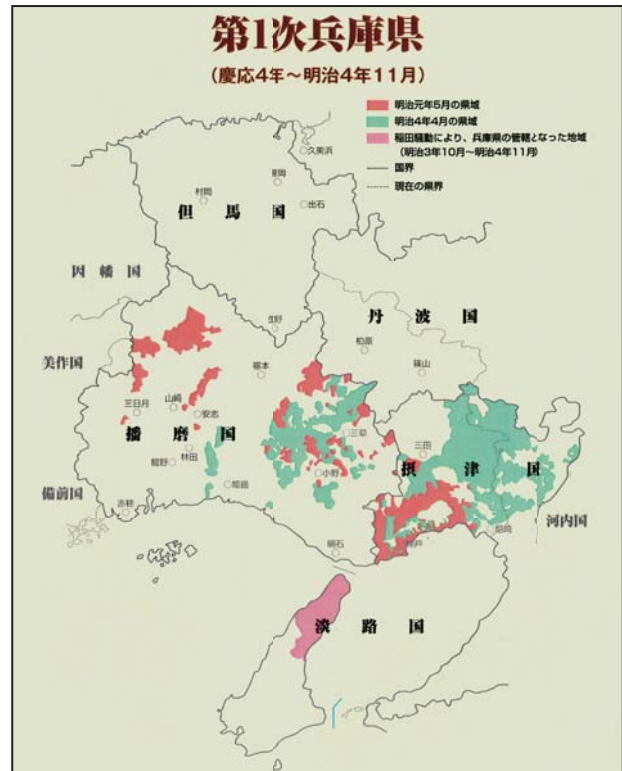 第1次兵庫県
(慶応4年〜明治4年11月)
明治元年5月の県域
明治4年4月の県域
稲田騒動により、兵庫県の管轄となった地域
(明治3年10月〜明治4年11月)
国界
現在の県界
久美浜
豊岡
村岡
出石
但馬国
因幡国
生野
丹波国
柏原
篠山
美作国
福本
三日月
山崎
安志
三草
播磨国
三田
摂津国
林田
龍野
小野
姫路
備前国
赤穂
尼崎
河内国
神戸
明石
淡路国